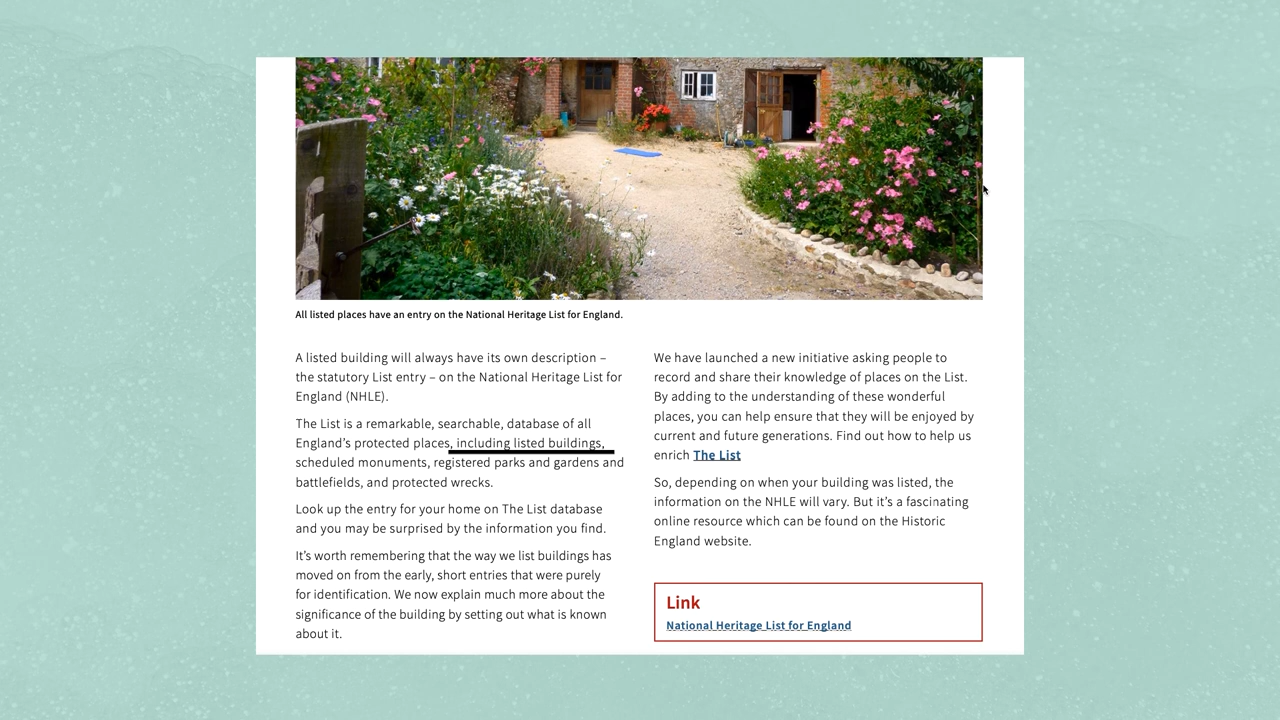 All listed places have an entry on the National Heritage List for England.
A listed building will always have its own description –
the statutory List entry – on the National Heritage List for
England (NHLE).
The List is a remarkable, searchable, database of all
England's protected places, including listed buildings,
scheduled monuments, registered parks and gardens and
battlefields, and protected wrecks.
Look up the entry for your home on The List database
and you may be surprised by the information you find.
It's worth remembering that the way we list buildings has
moved on from the early, short entries that were purely
for identification. We now explain much more about the
significance of the building by setting out what is known
about it.
We have launched a new initiative asking people to
record and share their knowledge of places on the List.
By adding to the understanding of these wonderful
places, you can help ensure that they will be enjoyed by
current and future generations. Find out how to help us
enrich The List
So, depending on when your building was listed, the
information on the NHLE will vary. But it's a fascinating
online resource which can be found on the Historic
England website.
Link
National Heritage List for England